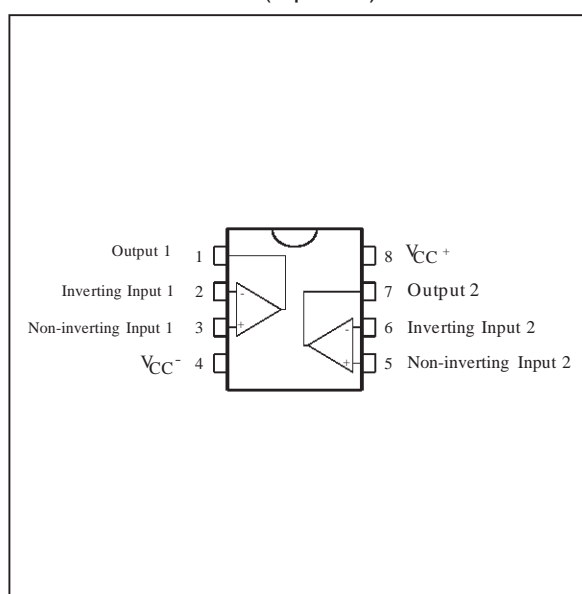 Output 1 1
Inverting Input 1 2
Non-inverting Input 1 3
VCC- 4
8 VCC+
7 Output 2
6 Inverting Input 2
5 Non-inverting Input 2
-
+
-
+